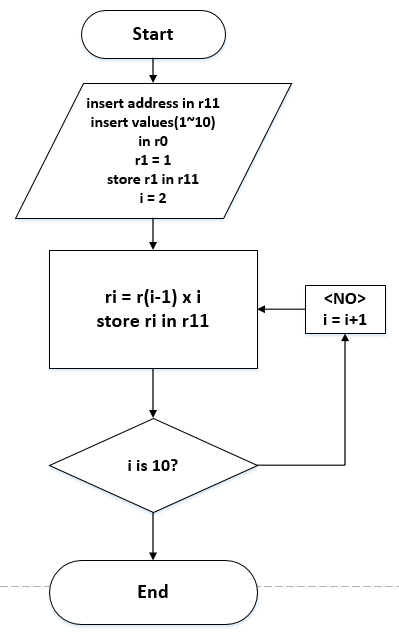 Start
insert address in r11
insert values(1~10)
in r0
r1 = 1
store r1 in r11
i = 2
ri = r(i-1) x i
store ri in r11
<NO>
i = i+1
i is 10?
End